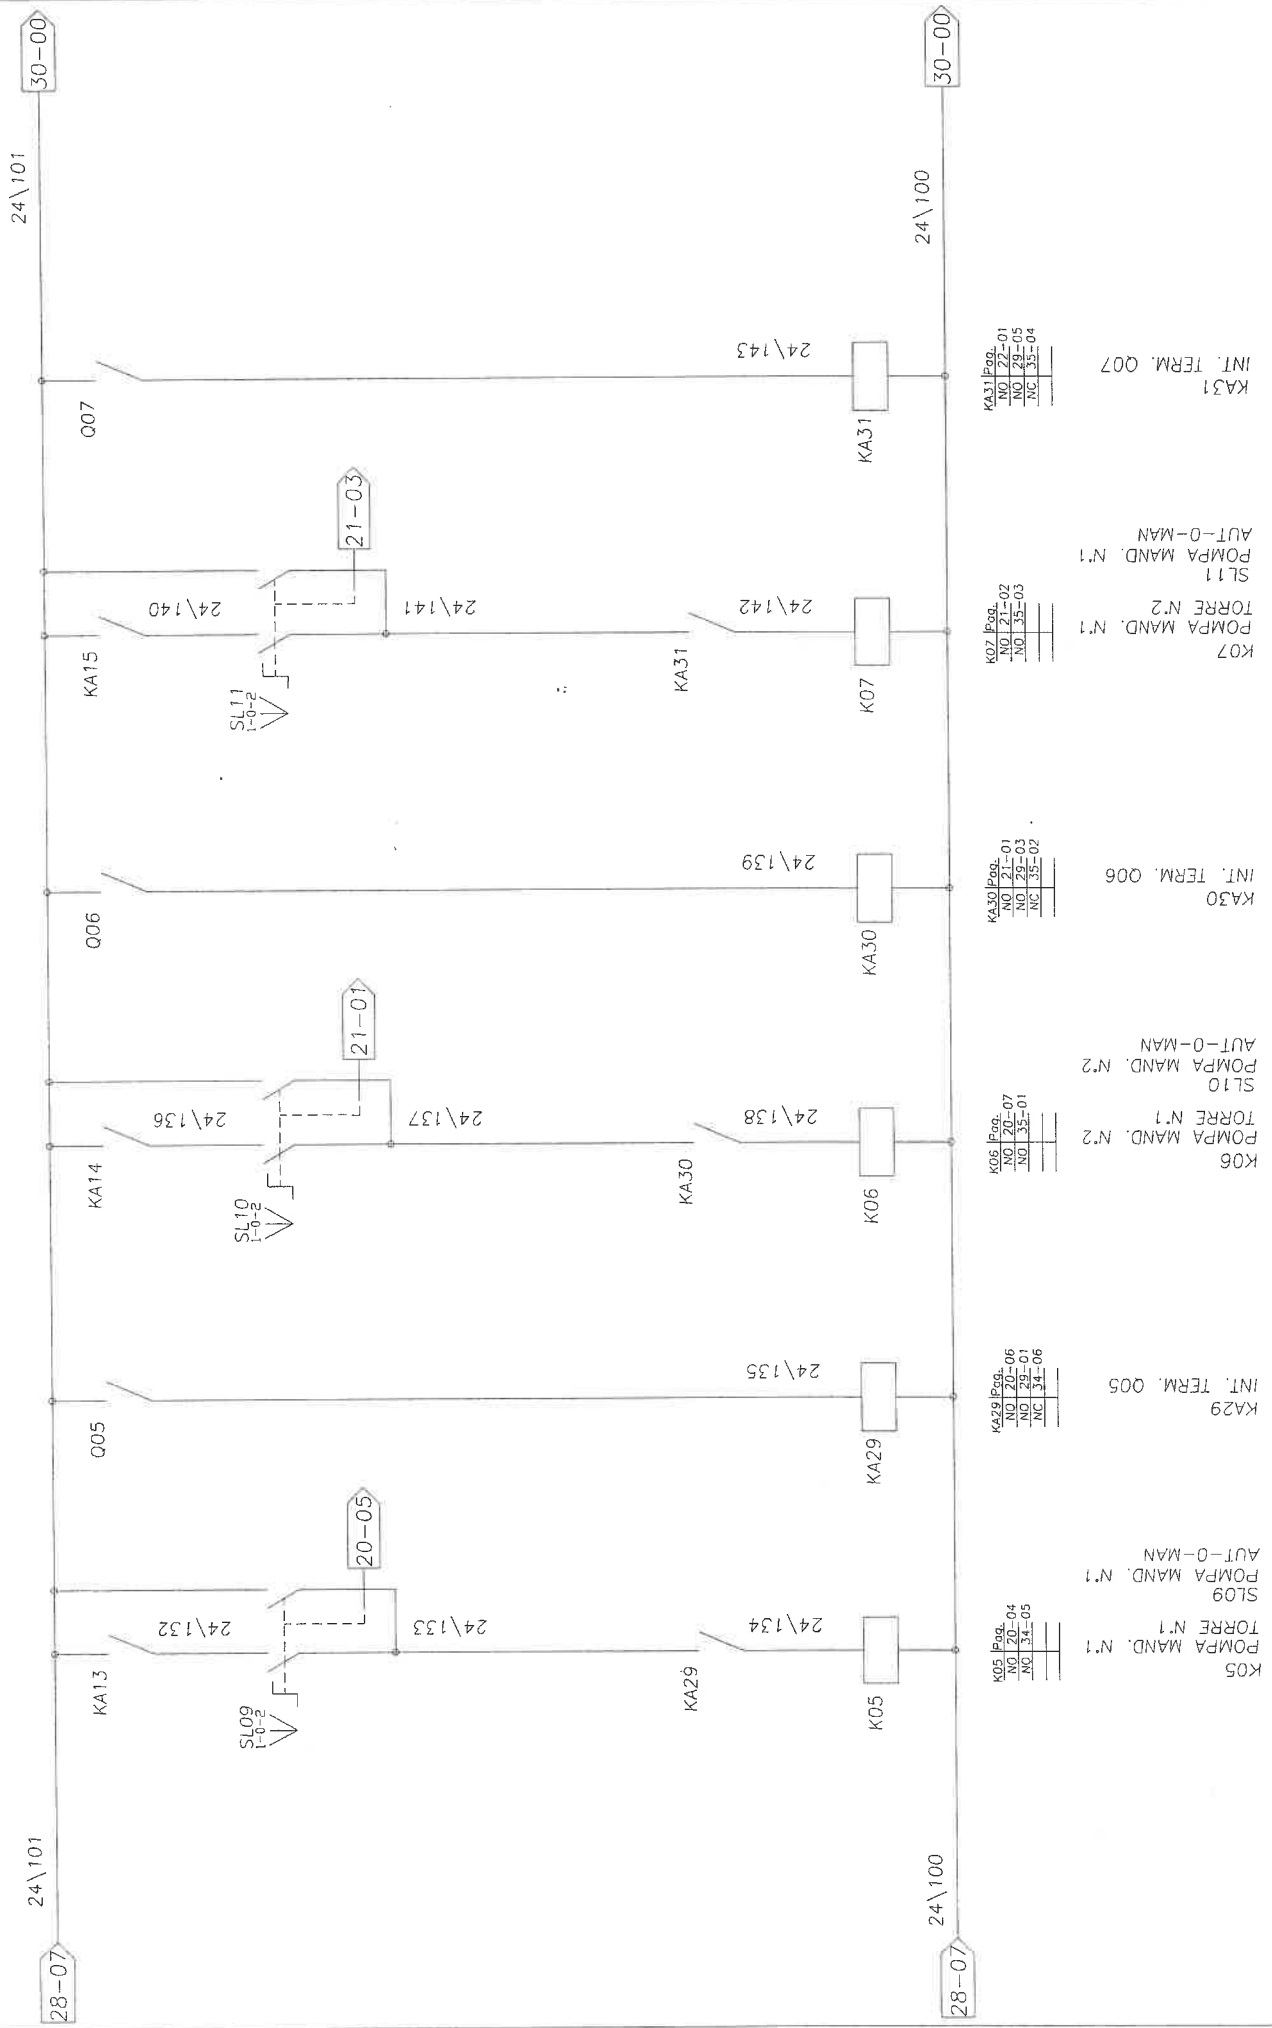 28-07
24\101
24\101
30-00
KA13
24\132
SL09
1-0-2
20-05
24\133
KA29
24\134
K05
Q05
24\135
KA29
KA14
24\136
SL10
1-0-2
21-01
24\137
KA30
24\138
K06
Q06
24\139
KA30
KA15
24\140
SL11
1-0-2
21-03
24\141
KA31
24\142
K07
Q07
24\143
KA31
28-07
24\100
24\100
30-00
K05 Pag.
NO 20-04
NO 34-05
KA29 Pag.
NO 20-06
NO 29-01
NC 34-06
K06 Pag.
NO 20-07
NO 35-01
KA30 Pag.
NO 21-01
NO 29-03
NC 35-02
K07 Pag.
NO 21-02
NO 35-03
KA31 Pag.
NO 22-01
NO 29-05
NC 35-04
K05
POMPA MAND. N°1
TORRE N°1
SL09
POMPA MAND. N°1
AUT-0-MAN
KA29
INT. TERM. Q05
K06
POMPA MAND. N°2
TORRE N°1
SL10
POMPA MAND. N°2
AUT-0-MAN
KA30
INT. TERM. Q06
K07
POMPA MAND. N°1
TORRE N°2
SL11
POMPA MAND. N°1
AUT-0-MAN
KA31
INT. TERM. Q07